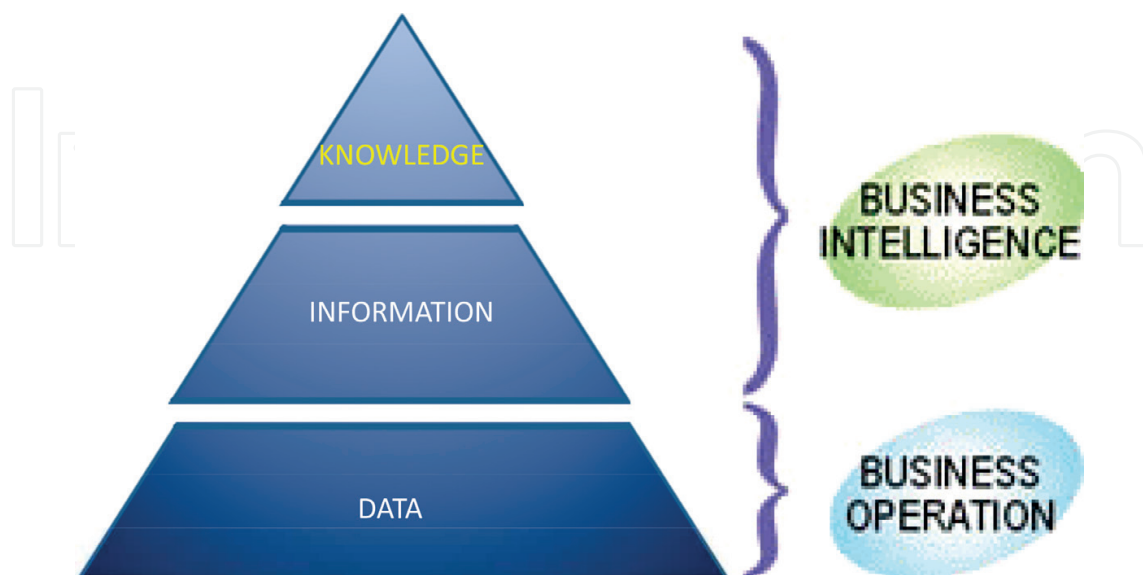 KNOWLEDGE
INFORMATION
DATA
BUSINESS
INTELLIGENCE
BUSINESS
OPERATION